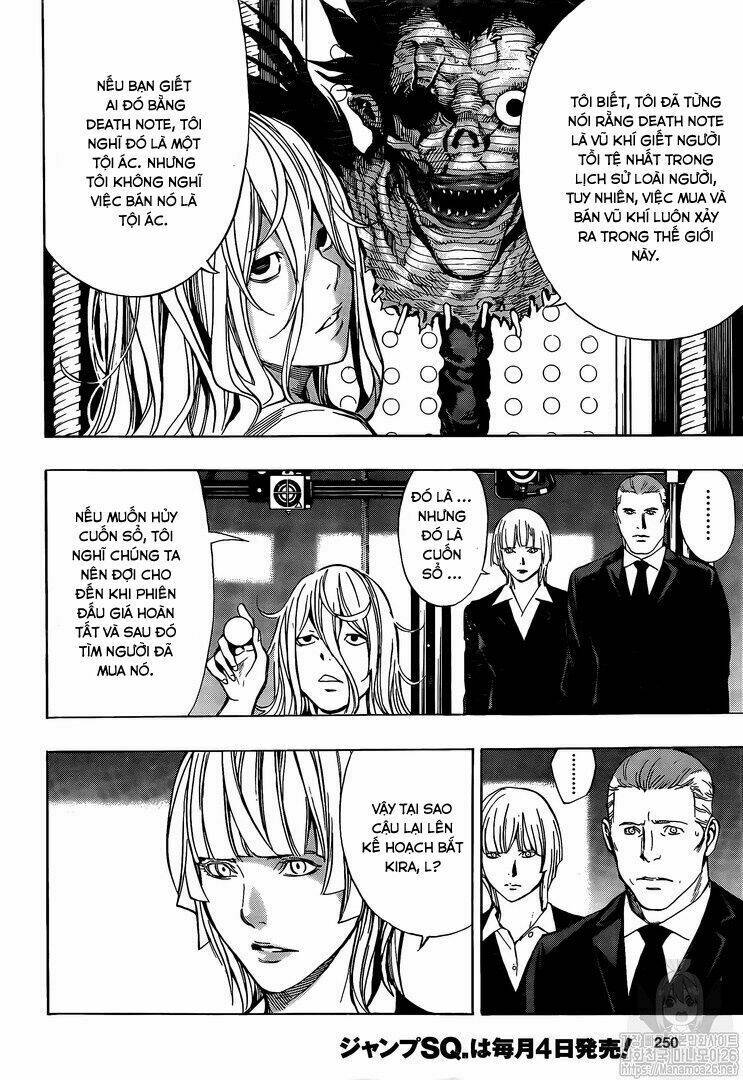 TÔI BIẾT, TÔI ĐÃ TỪNG
NÓI RẰNG DEATH NOTE
LÀ VŨ KHÍ GIẾT NGƯỜI
TỒI TỆ NHẤT TRONG
LỊCH SỬ LOÀI NGƯỜI,
TUY NHIÊN, VIỆC MUA VÀ
BÁN VŨ KHÍ LUÔN XẢY
RA TRONG THẾ GIỚI
NÀY.
NẾU BẠN GIẾT
AI ĐÓ BẰNG
DEATH NOTE, TÔI
NGHĨ ĐÓ LÀ MỘT
TỘI ÁC. NHƯNG
TÔI KHÔNG NGHĨ
VIỆC BÁN NÓ LÀ
TỘI ÁC.
ĐÓ LÀ ...
NHƯNG
ĐÓ LÀ
CUỐN
SỔ ...
NẾU MUỐN HỦY
CUỐN SỔ, TÔI
NGHĨ CHÚNG TA
NÊN ĐỢI CHO
ĐẾN KHI PHIÊN
ĐẤU GIÁ HOÀN
TẤT VÀ SAU ĐÓ
TÌM NGƯỜI ĐÃ
MUA NÓ.
VẬY TẠI SAO
CẬU LẠI LÊN
KẾ HOẠCH BẮT
KIRA, L?
ジャンプSQ.は毎月4日発売!
250
https://Manamoa26.com